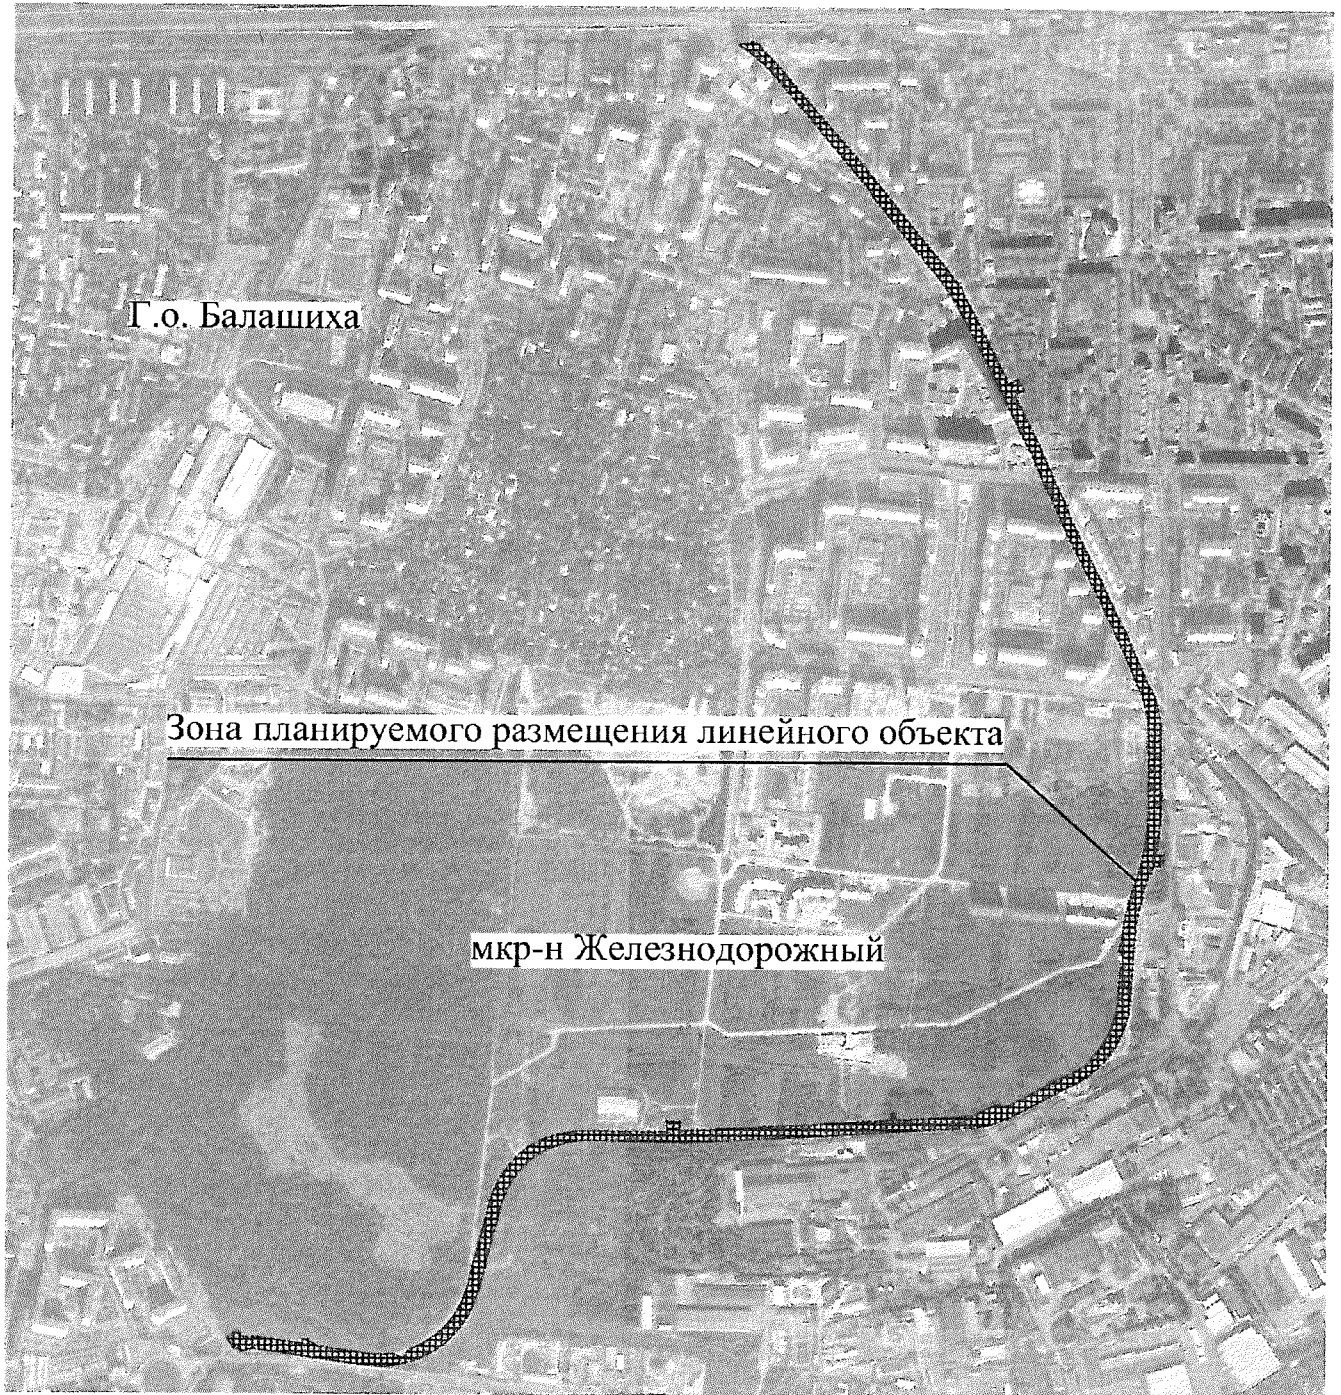 Г.о. Балашиха
Зона планируемого размещения линейного объекта
мкр-н Железнодорожный